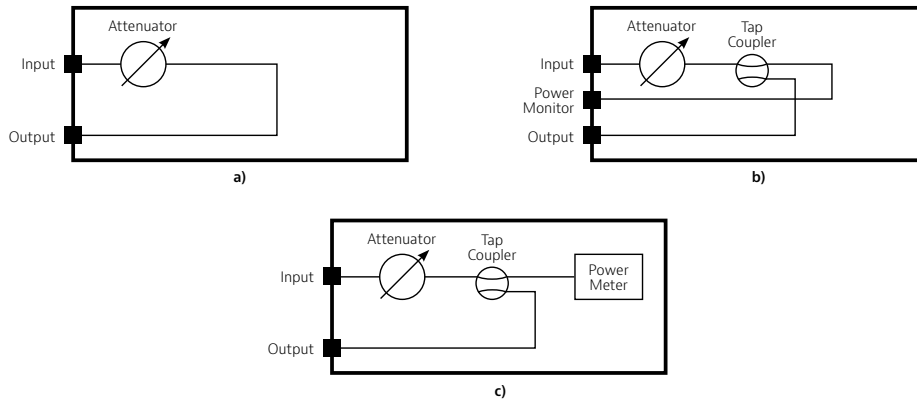 Attenuator
Input
Output
a)
Attenuator
Tap
Coupler
Input
Power
Monitor
Output
b)
Attenuator
Tap
Coupler
Input
Power
Meter
Output
c)